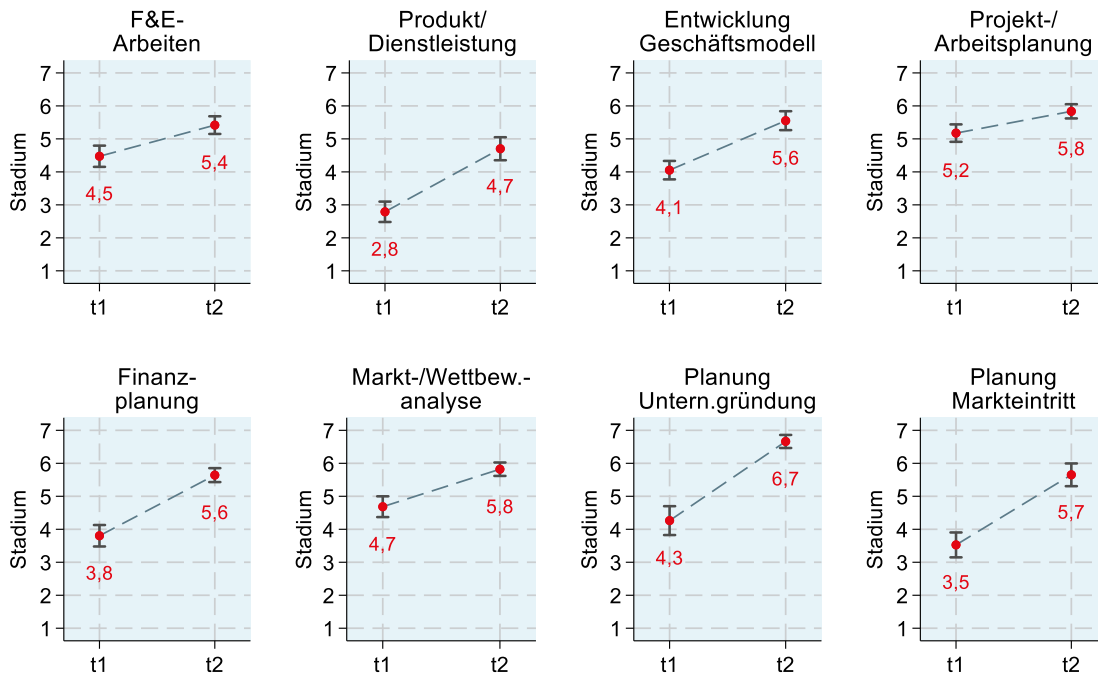 F&E-
Arbeiten
Stadium
7
6
5
4
3
2
1
4,5
5,4
t1 t2
Produkt/
Dienstleistung
Stadium
7
6
5
4
3
2
1
2,8
4,7
t1 t2
Entwicklung
Geschäftsmodell
Stadium
7
6
5
4
3
2
1
4,1
5,6
t1 t2
Projekt-/
Arbeitsplanung
Stadium
7
6
5
4
3
2
1
5,2
5,8
t1 t2
Finanz-
planung
Stadium
7
6
5
4
3
2
1
3,8
5,6
t1 t2
Markt-/Wettbew.-
analyse
Stadium
7
6
5
4
3
2
1
4,7
5,8
t1 t2
Planung
Untern.gründung
Stadium
7
6
5
4
3
2
1
4,3
6,7
t1 t2
Planung
Markteintritt
Stadium
7
6
5
4
3
2
1
3,5
5,7
t1 t2